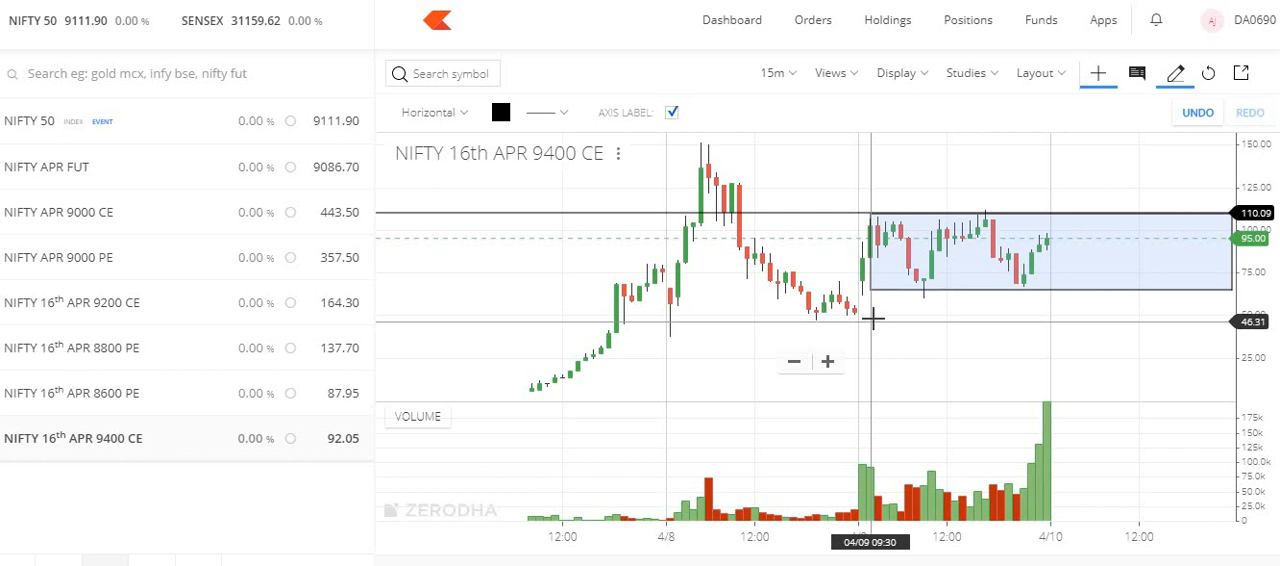 NIFTY 50 9111.90 0.00 % SENSEX 31159.62 0.00 %
Dashboard Orders Holdings Positions Funds Apps AJ DA0690
Search eg: gold mcx, infy bse, nifty fut
NIFTY 50 INDEX EVENT 0.00 % 9111.90
NIFTY APR FUT 0.00 % 9086.70
NIFTY APR 9000 CE 0.00 % 443.50
NIFTY APR 9000 PE 0.00 % 357.50
NIFTY 16th APR 9200 CE 0.00 % 164.30
NIFTY 16th APR 8800 PE 0.00 % 137.70
NIFTY 16th APR 8600 PE 0.00 % 87.95
NIFTY 16th APR 9400 CE 0.00 % 92.05
Search symbol 15m Views Display Studies Layout
Horizontal AXIS LABEL: UNDO REDO
NIFTY 16th APR 9400 CE
150.00
125.00
110.09
95.00
75.00
46.31
25.00
VOLUME
175k
150k
125k
100.0k
75.0k
50.0k
25.0k
0
ZERODHA
12:00 4/8 12:00 12:00 4/10 12:00
04/09 09:30